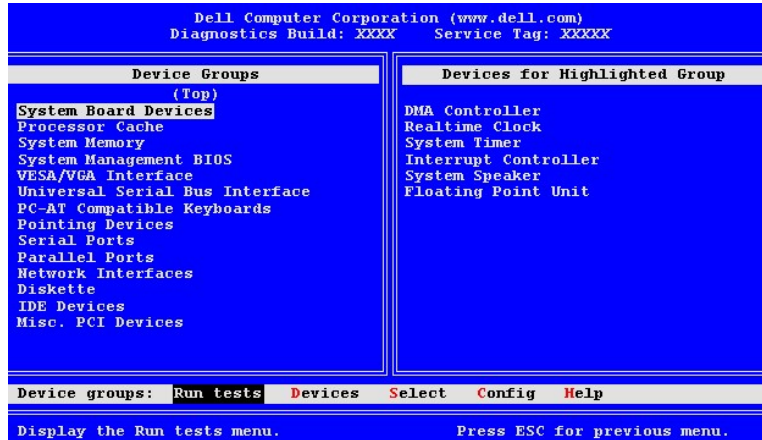 Dell Computer Corporation (www.dell.com)
Diagnostics Build: XXXX Service Tag: XXXXX
Device Groups
(Top)
System Board Devices
Processor Cache
System Memory
System Management BIOS
VESA/VGA Interface
Universal Serial Bus Interface
PC-AT Compatible Keyboards
Pointing Devices
Serial Ports
Parallel Ports
Network Interfaces
Diskette
IDE Devices
Misc. PCI Devices
Devices for Highlighted Group
DMA Controller
Realtime Clock
System Timer
Interrupt Controller
System Speaker
Floating Point Unit
Device groups: Run tests Devices Select Config Help
Display the Run tests menu. Press ESC for previous menu.